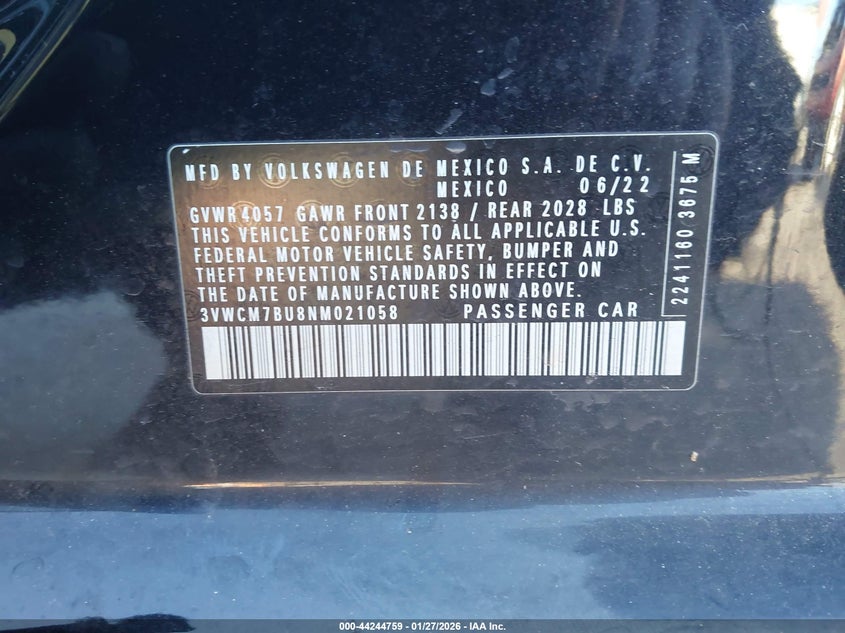 MFD BY VOLKSWAGEN DE MEXICO S.A. DE C.V.
MEXICO 06/22
GVWR 4057 GAWR FRONT 2138 / REAR 2028 LBS
THIS VEHICLE CONFORMS TO ALL APPLICABLE U.S.
FEDERAL MOTOR VEHICLE SAFETY, BUMPER AND
THEFT PREVENTION STANDARDS IN EFFECT ON
THE DATE OF MANUFACTURE SHOWN ABOVE.
3VWCM7BU8NM021058 PASSENGER CAR
2241160 3675 M
000-44244759 - 01/27/2026 - IAA Inc.